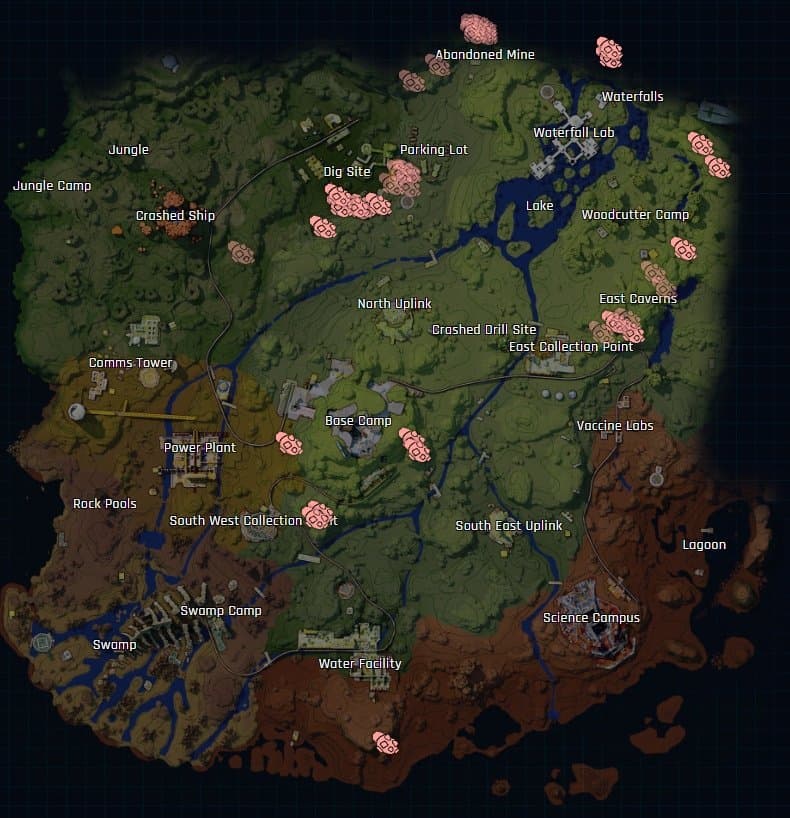 Abandoned Mine
Waterfalls
Waterfall Lab
Jungle
Parking Lot
Dig Site
Jungle Camp
Crashed Ship
Lake
Woodcutter Camp
North Uplink
East Caverns
Crashed Drill Site
East Collection Point
Comms Tower
Base Camp
Vaccine Labs
Power Plant
Rock Pools
South West Collection    t
South East Uplink
Lagoon
Swamp Camp
Science Campus
Swamp
Water Facility